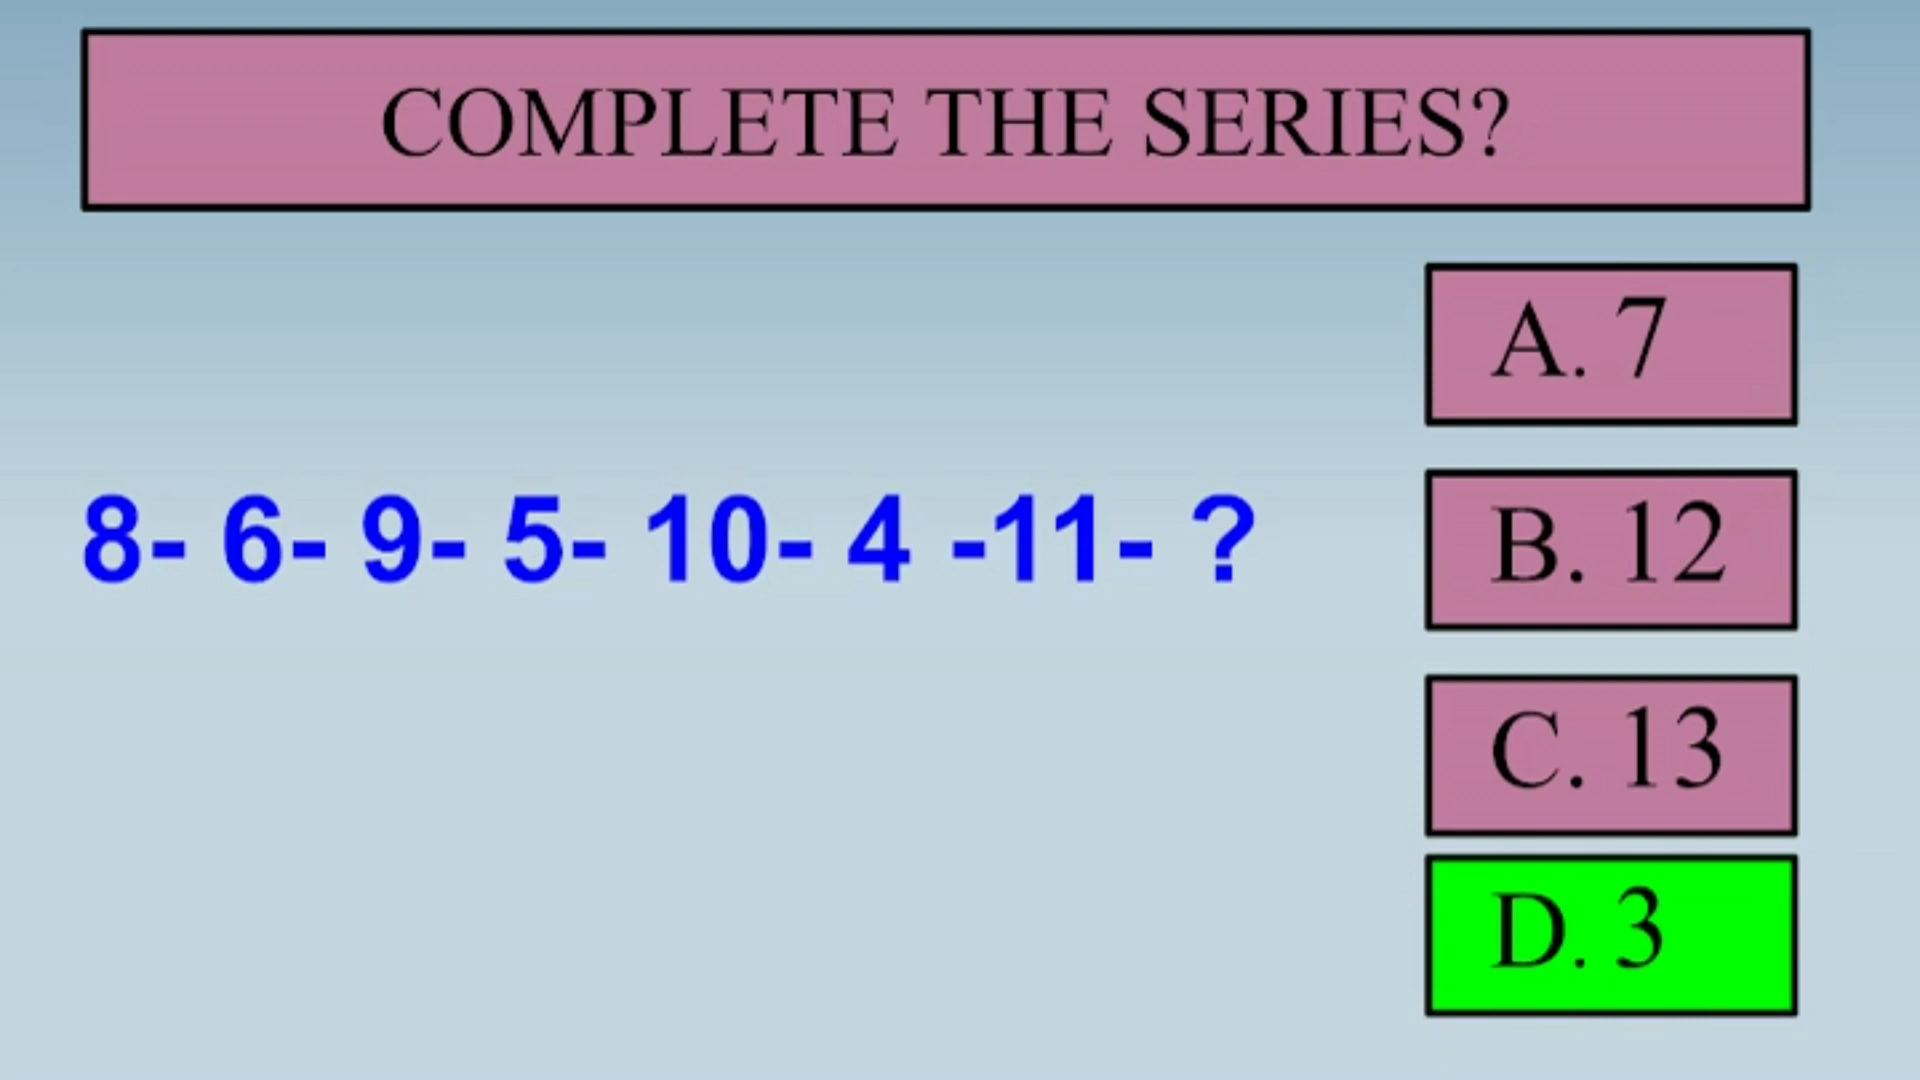 COMPLETE THE SERIES?
A. 7
8- 6- 9- 5- 10- 4 -11- ?
B. 12
C. 13
D. 3